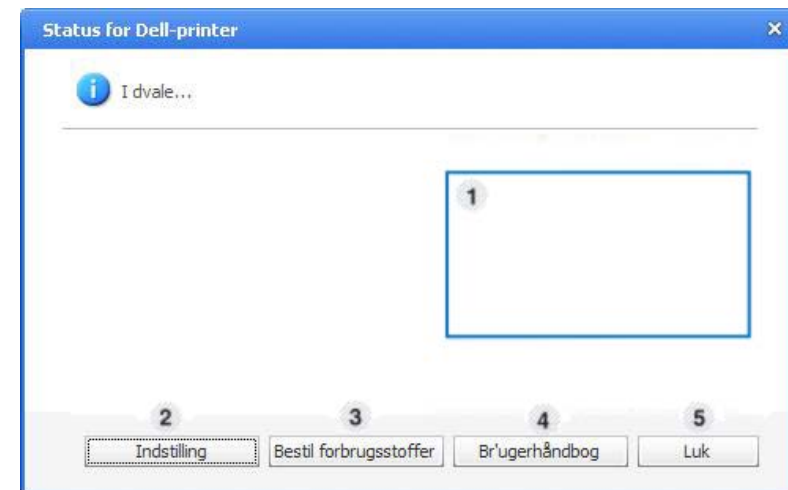 Status for Dell-printer
I dvale...
1
2 3 4 5
Indstilling Bestil forbrugsstoffer Br'ugerhåndbog Luk